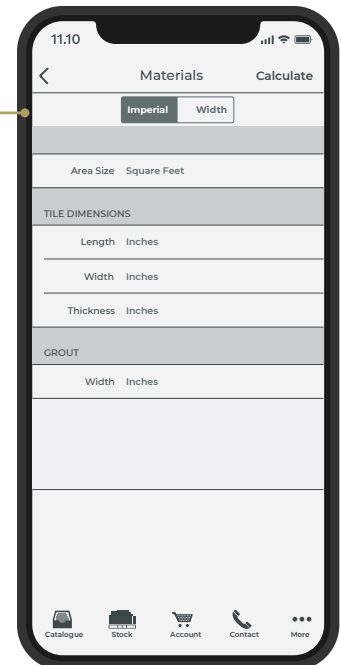 11.10
Materials Calculate
Imperial Width
Area Size Square Feet
TILE DIMENSIONS
Length Inches
Width Inches
Thickness Inches
GROUT
Width Inches
Catalogue Stock Account Contact More